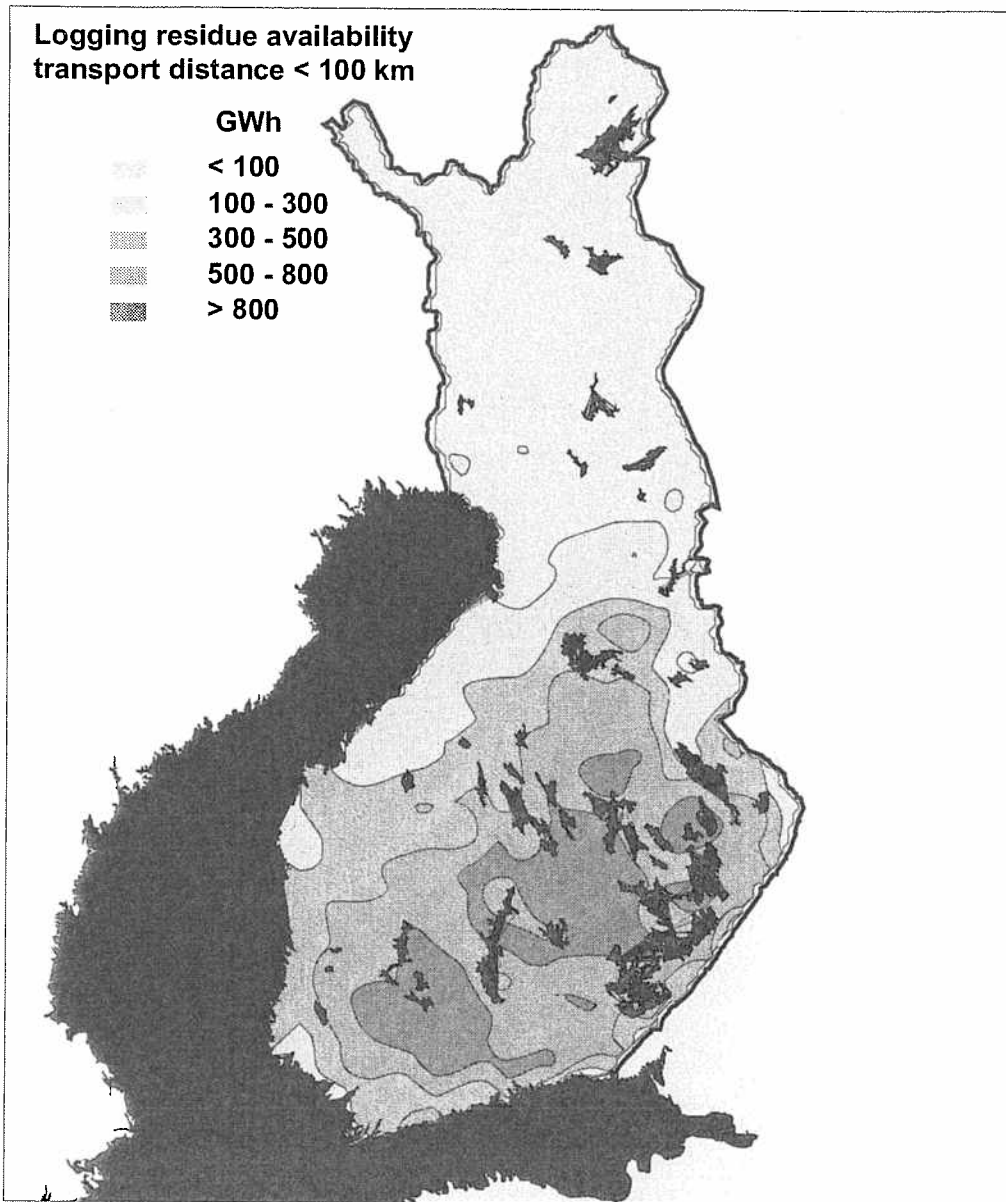 Logging residue availability
transport distance < 100 km
GWh
< 100
100 - 300
300 - 500
500 - 800
> 800